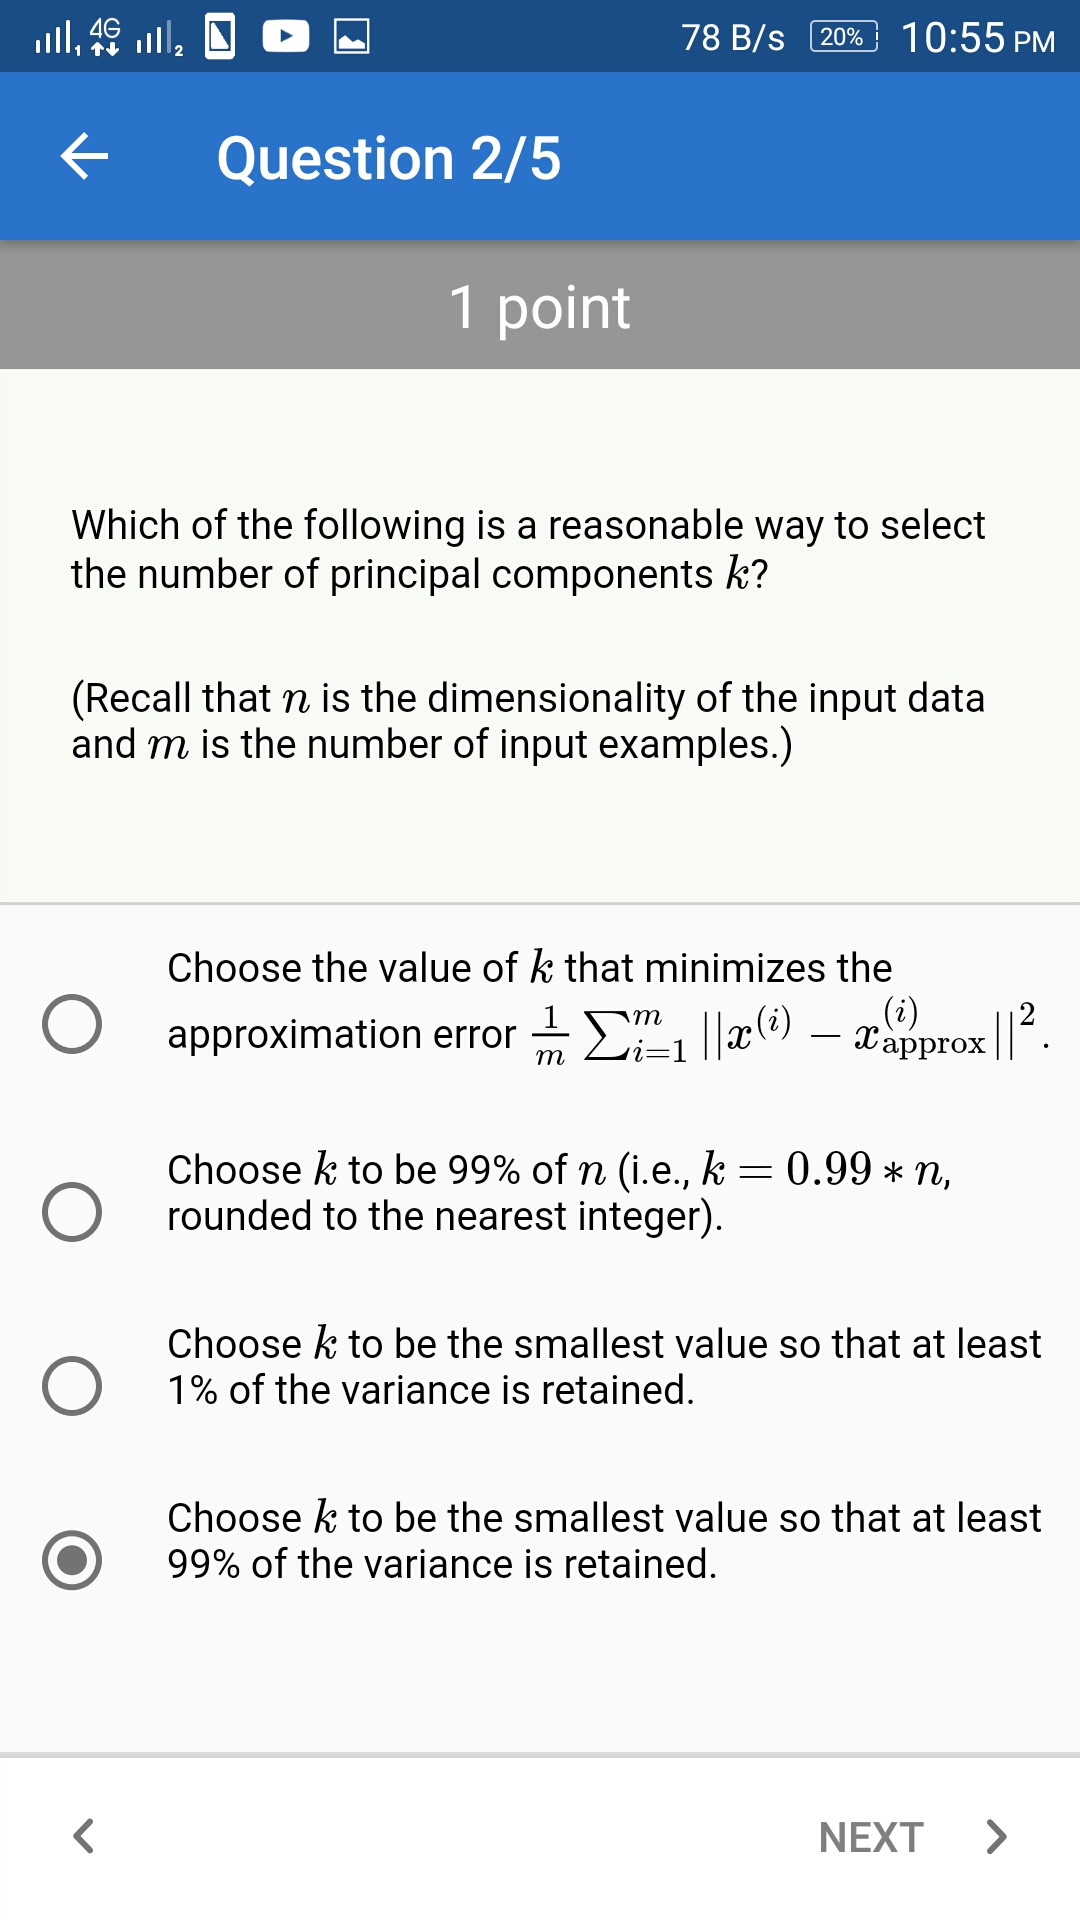 1 4G 2 78 B/s 20% 10:55 PM
Question 2/5
1 point
Which of the following is a reasonable way to select
the number of principal components k?
(Recall that n is the dimensionality of the input data
and m is the number of input examples.)
Choose the value of k that minimizes the
approximation error \frac{1}{m} \sum_{i=1}^{m} ||x^{(i)} - x_{approx}^{(i)}||^2.
Choose k to be 99% of n (i.e., k = 0.99 ∗ n,
rounded to the nearest integer).
Choose k to be the smallest value so that at least
1% of the variance is retained.
Choose k to be the smallest value so that at least
99% of the variance is retained.
NEXT